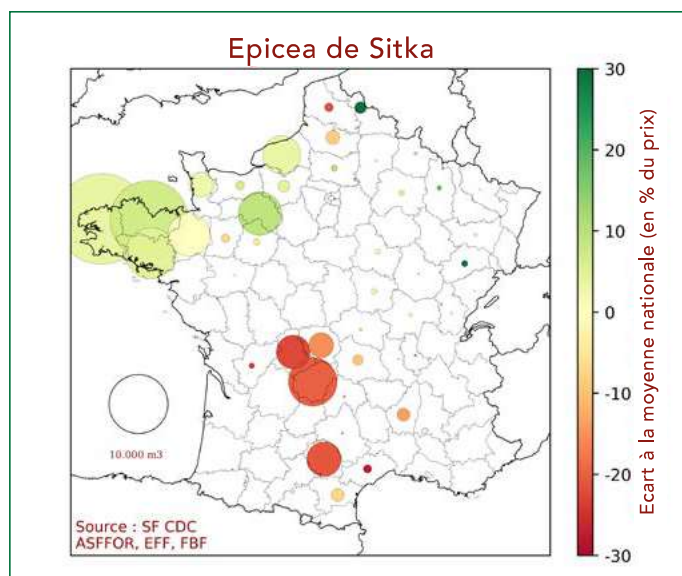 Epicea de Sitka
30
20
10
0
-10
-20
-30
Ecart à la moyenne nationale (en % du prix)
10.000 m3
Source : SF CDC
ASFFOR, EFF, FBF